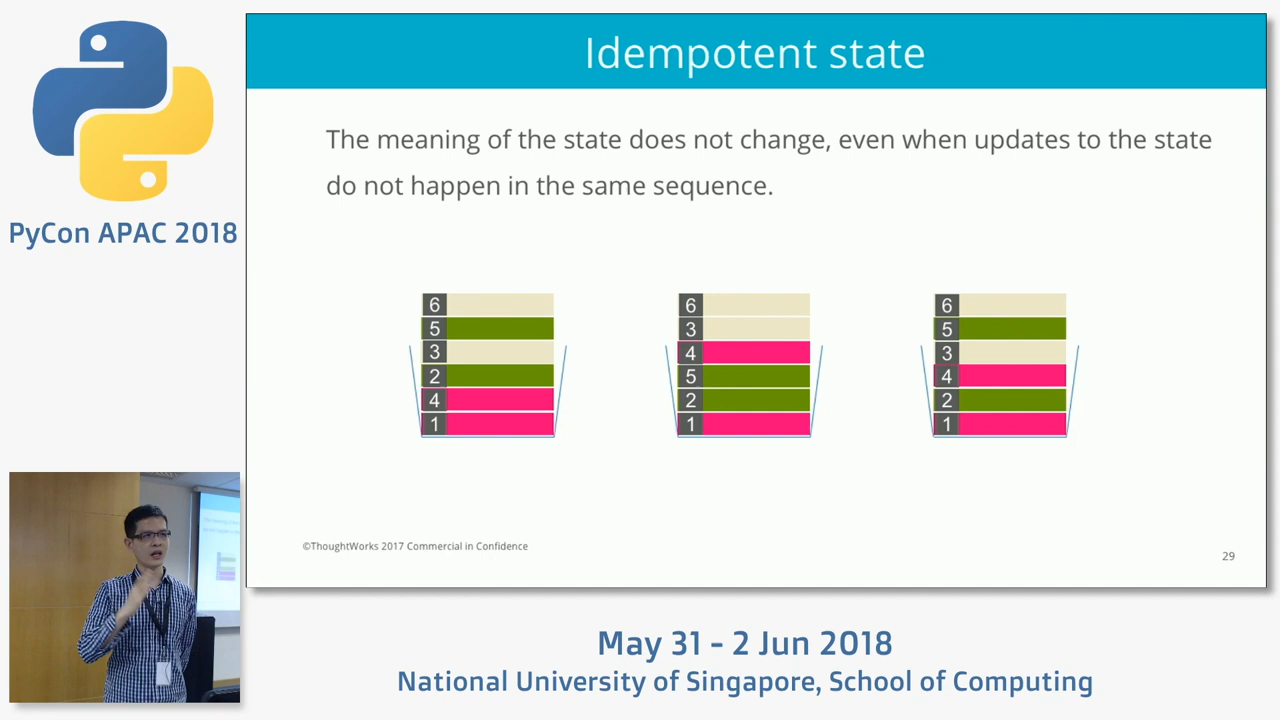 Idempotent state
The meaning of the state does not change, even when updates to the state
do not happen in the same sequence.
PyCon APAC 2018
6
5
3
2
4
1
6
3
4
5
2
1
6
5
3
4
2
1
©ThoughtWorks 2017 Commercial in Confidence
29
May 31 - 2 Jun 2018
National University of Singapore, School of Computing